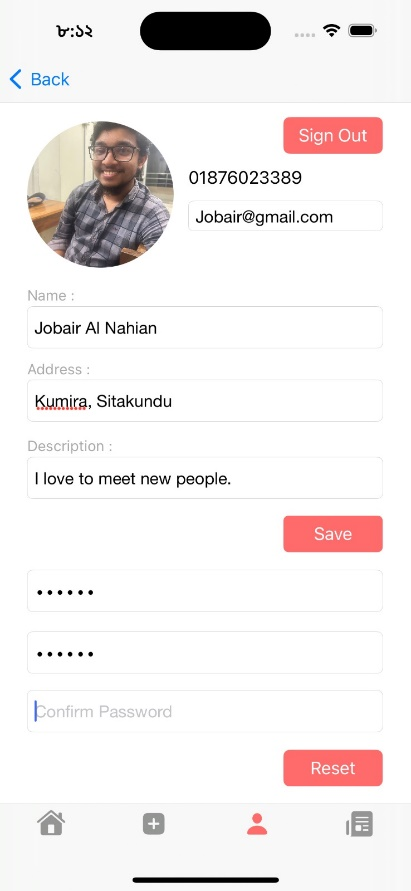 ৮:১২
Back
Sign Out
01876023389
Jobair@gmail.com
Name :
Jobair Al Nahian
Address :
Kumira, Sitakundu
Description :
I love to meet new people.
Save
••••••
••••••
Confirm Password
Reset